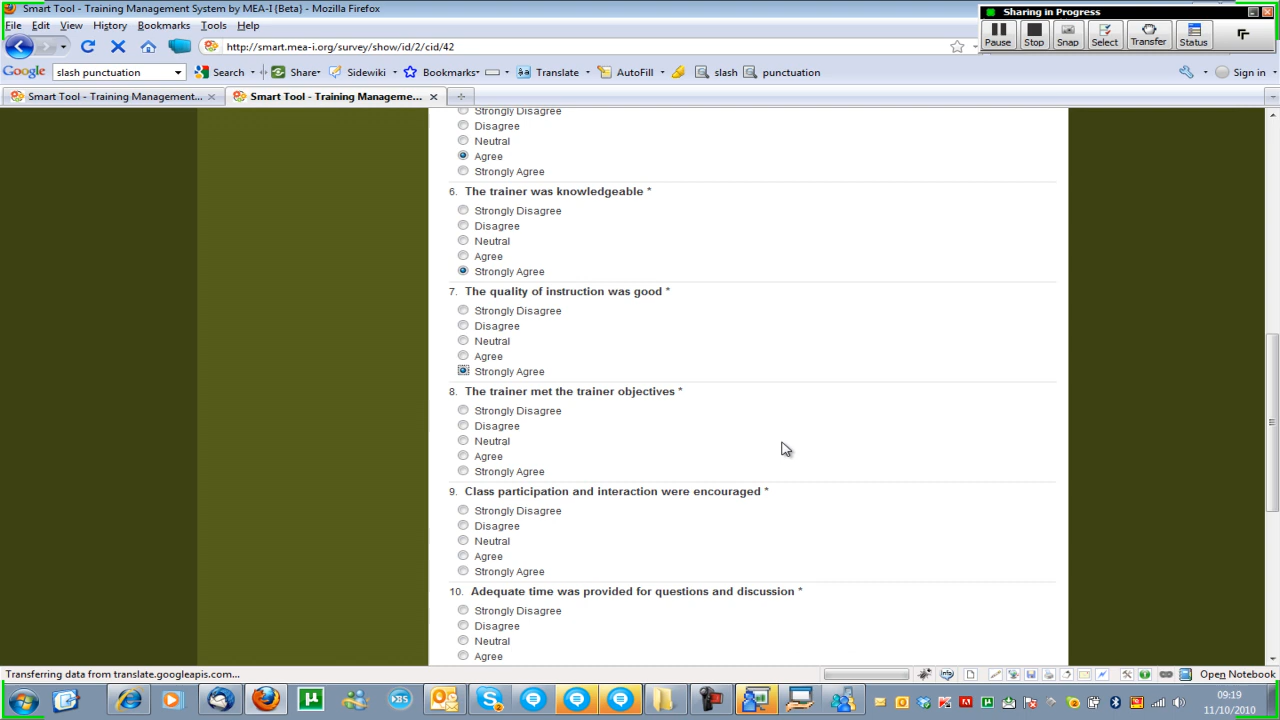 Smart Tool - Training Management System by MEA-I {Beta} - Mozilla Firefox
Sharing in Progress
File Edit View History Bookmarks Tools Help
Pause Stop Snap Select Transfer Status
http://smart.mea-i.org/survey/show/id/2/cid/42
Google slash punctuation Search Share Sidewiki Bookmarks Translate AutoFill slash punctuation Sign in
Smart Tool - Training Management... Smart Tool - Training Manageme...
Strongly Disagree
Disagree
Neutral
Agree
Strongly Agree
6. The trainer was knowledgeable *
Strongly Disagree
Disagree
Neutral
Agree
Strongly Agree
7. The quality of instruction was good *
Strongly Disagree
Disagree
Neutral
Agree
Strongly Agree
8. The trainer met the trainer objectives *
Strongly Disagree
Disagree
Neutral
Agree
Strongly Agree
9. Class participation and interaction were encouraged *
Strongly Disagree
Disagree
Neutral
Agree
Strongly Agree
10. Adequate time was provided for questions and discussion *
Strongly Disagree
Disagree
Neutral
Agree
Transferring data from translate.googleapis.com...
Open Notebook
09:19
11/10/2010